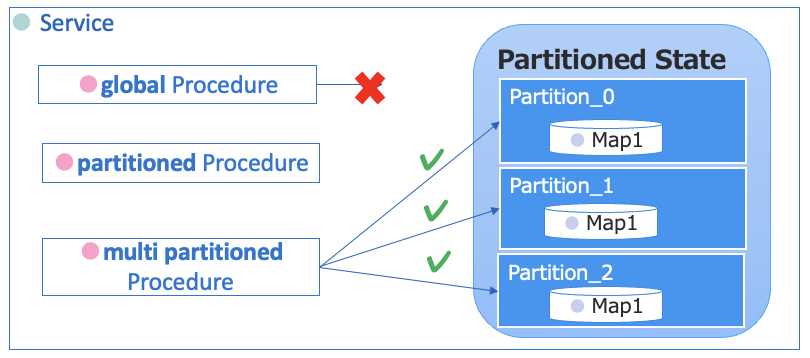 Service
global Procedure
partitioned Procedure
multi partitioned
Procedure
Partitioned State
Partition_0
Map1
Partition_1
Map1
Partition_2
Map1